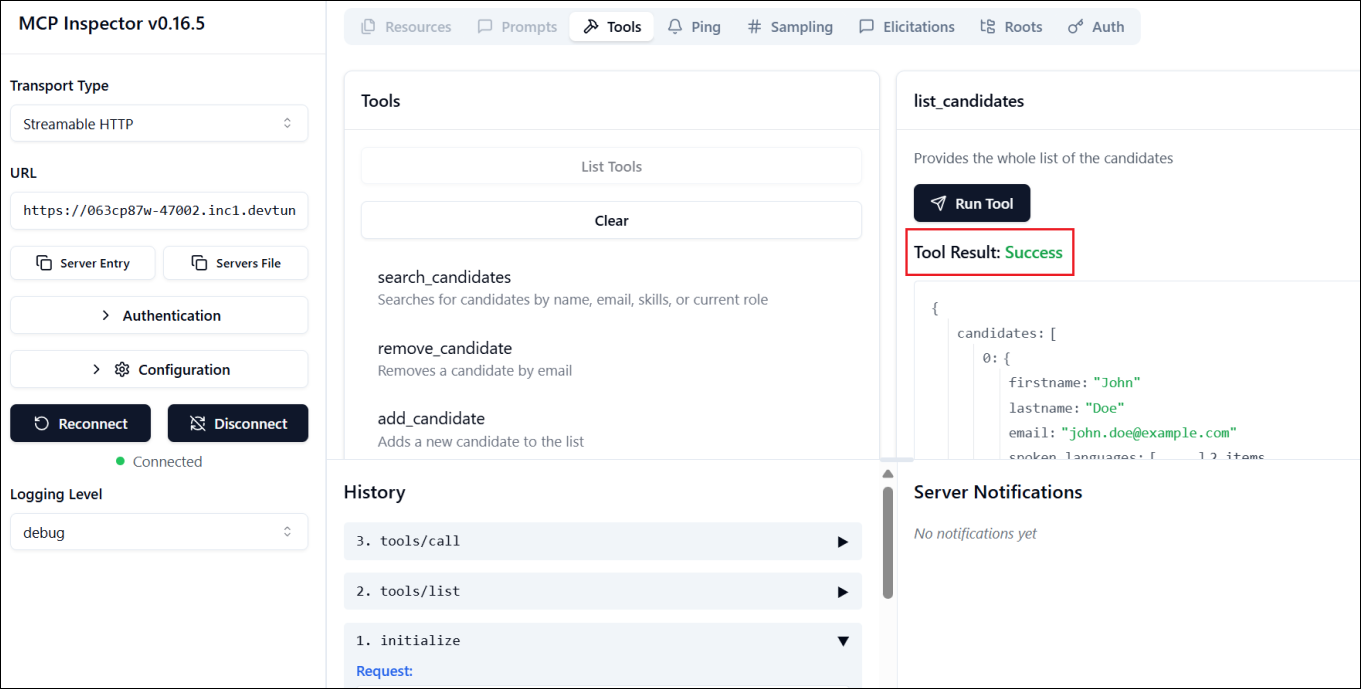 MCP Inspector v0.16.5
Transport Type
Streamable HTTP
URL
https://063cp87w-47002.inc1.devtun
Server Entry
Servers File
Authentication
Configuration
Reconnect
Disconnect
Connected
Logging Level
debug
Resources
Prompts
Tools
Ping
Sampling
Elicitations
Roots
Auth
Tools
List Tools
Clear
search_candidates
Searches for candidates by name, email, skills, or current role
remove_candidate
Removes a candidate by email
add_candidate
Adds a new candidate to the list
list_candidates
Provides the whole list of the candidates
Run Tool
Tool Result: Success
{
candidates: [
0: {
firstname: "John"
lastname: "Doe"
email: "john.doe@example.com"
spoken_languages: [ ] 2 items
History
3. tools/call
2. tools/list
1. initialize
Request:
Server Notifications
No notifications yet